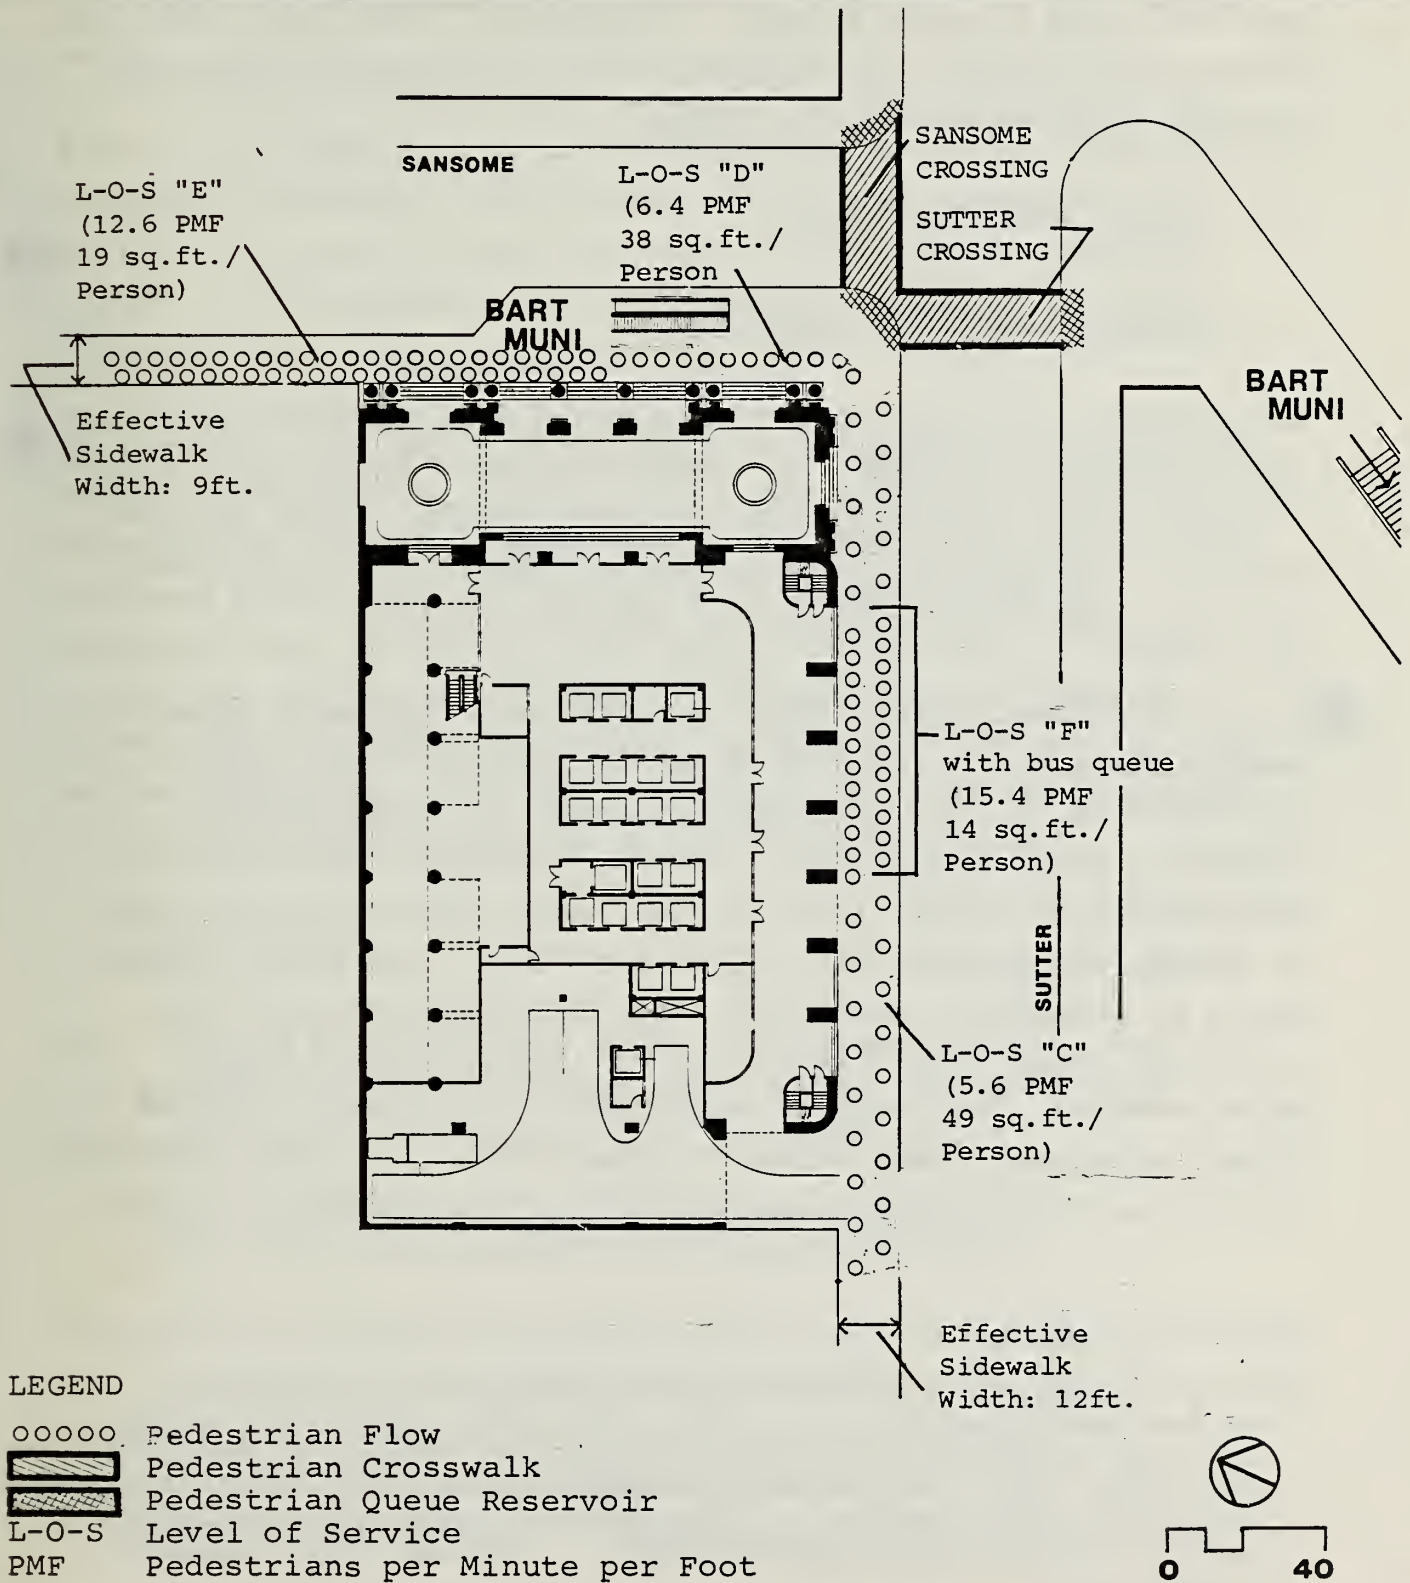 SANSOME
L-O-S "E"
(12.6 PMF
19 sq.ft./
Person)
L-O-S "D"
(6.4 PMF
38 sq.ft./
Person
SANSOME
CROSSING
SUTTER
CROSSING
BART
MUNI
BART
MUNI
Effective
Sidewalk
Width: 9ft.
L-O-S "F"
with bus queue
(15.4 PMF
14 sq.ft./
Person)
SUTTER
L-O-S "C"
(5.6 PMF
49 sq.ft./
Person)
Effective
Sidewalk
Width: 12ft.
LEGEND
Pedestrian Flow
Pedestrian Crosswalk
Pedestrian Queue Reservoir
L-O-S Level of Service
PMF Pedestrians per Minute per Foot
0 40